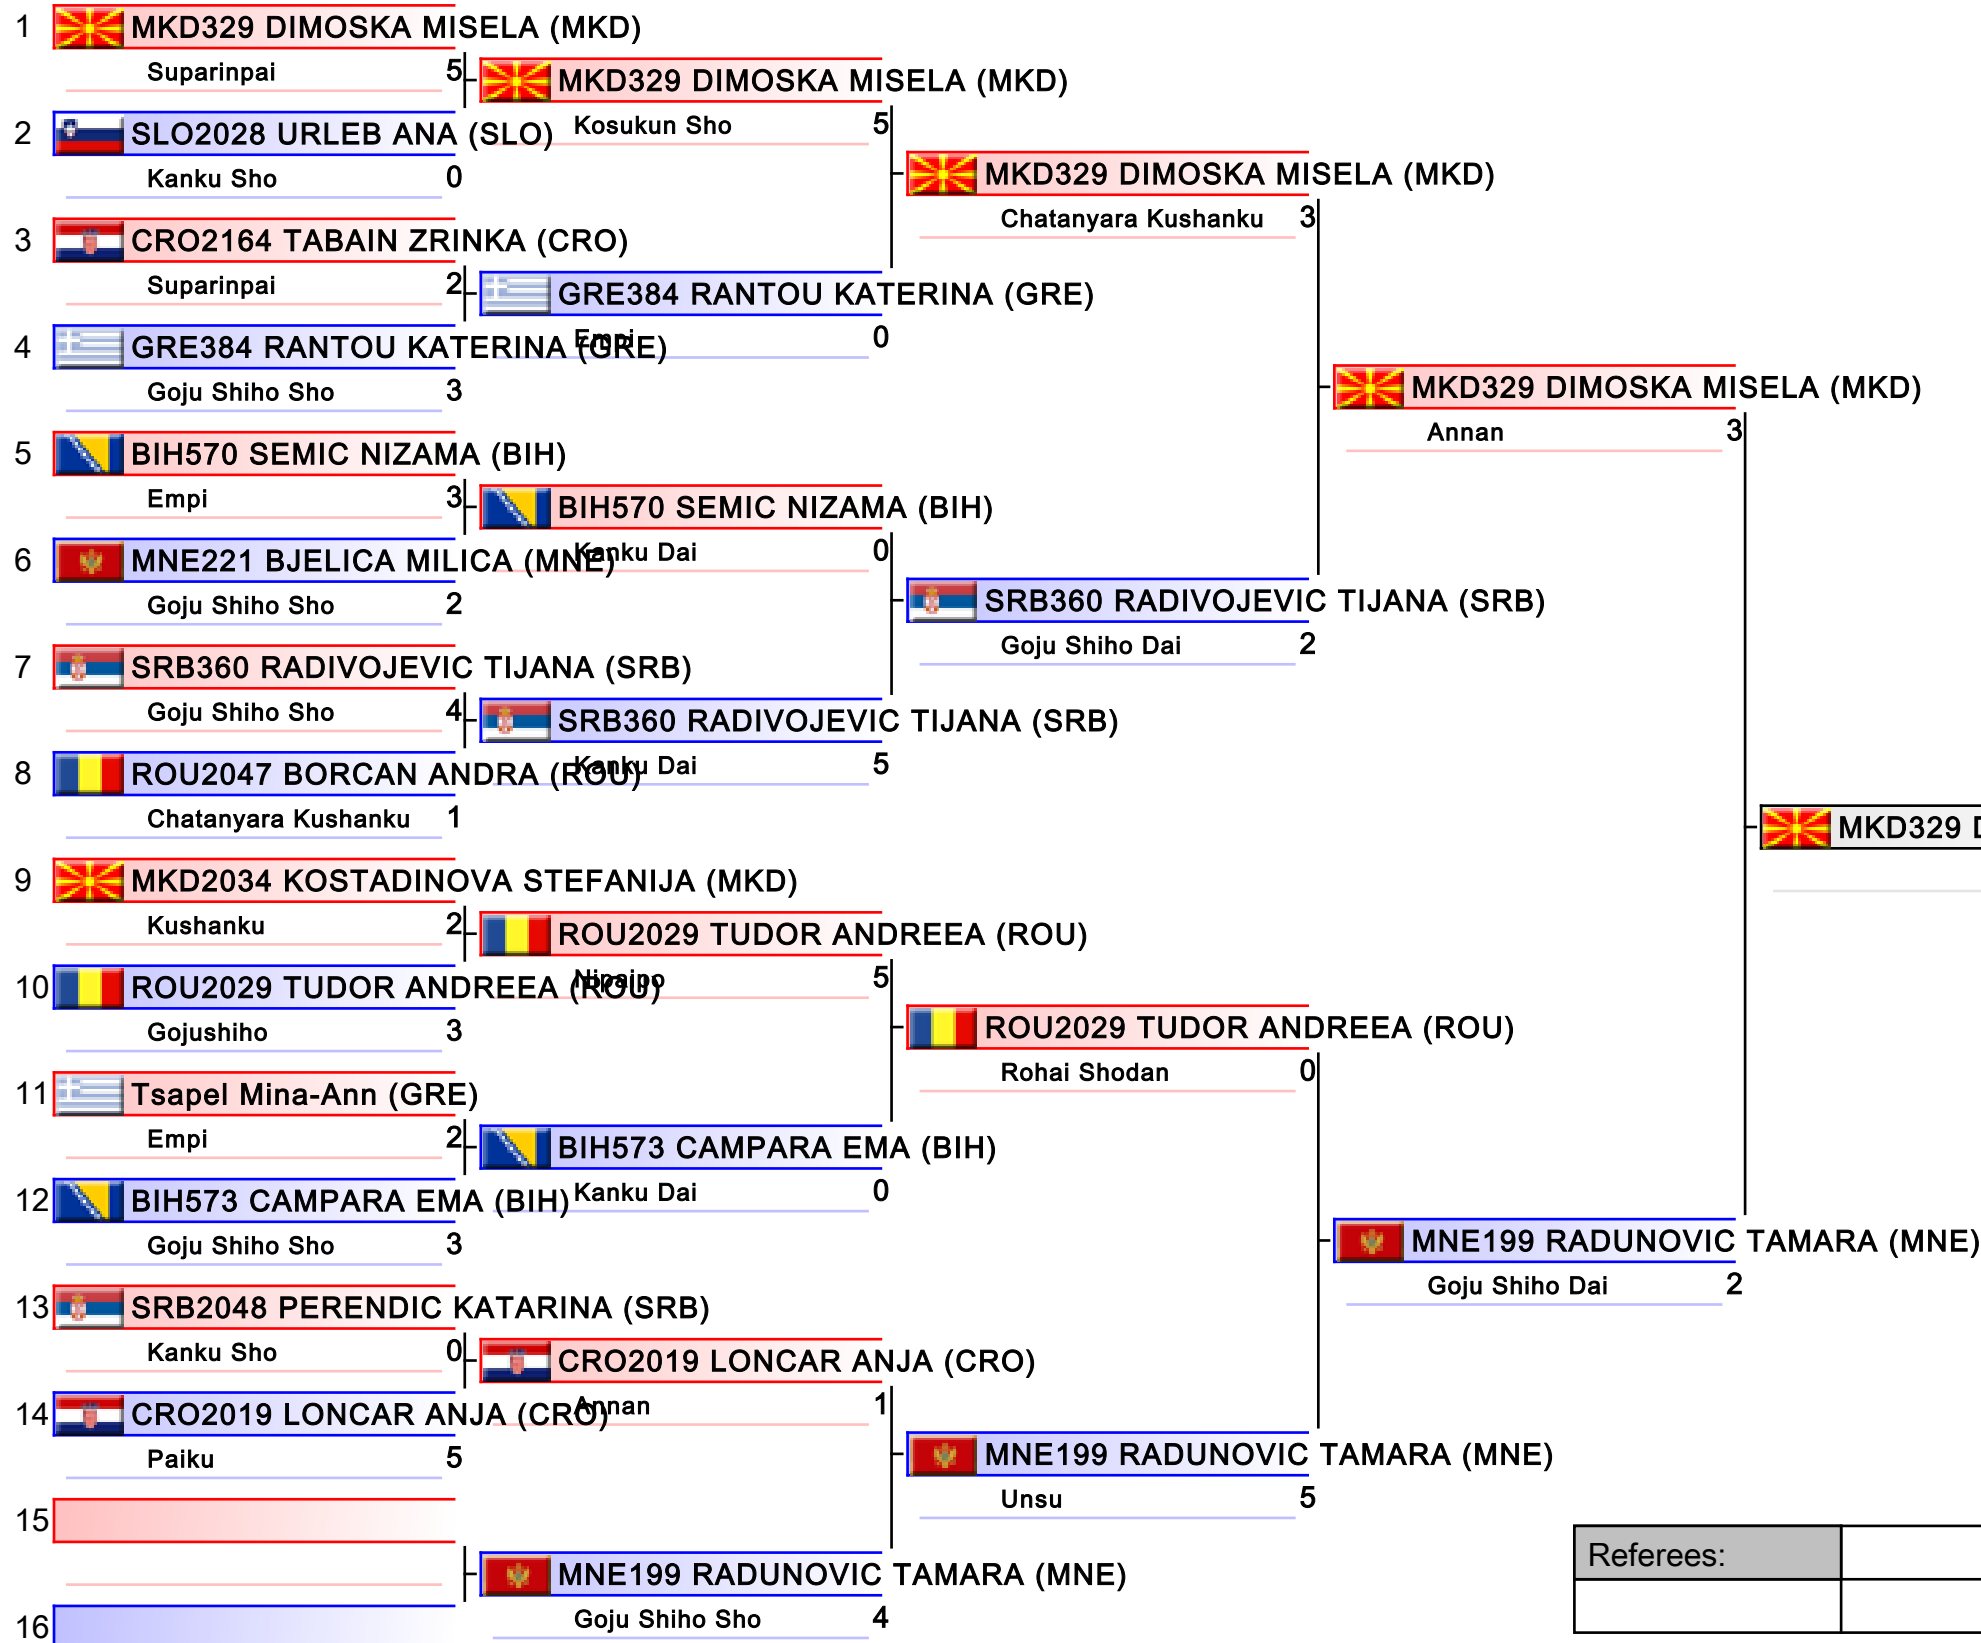 1 MKD329 DIMOSKA MISELA (MKD)
Suparinpai 5
2 SLO2028 URLEB ANA (SLO)
Kanku Sho 0
3 CRO2164 TABAIN ZRINKA (CRO)
Suparinpai 2
4 GRE384 RANTOU KATERINA (GRE)
Goju Shiho Sho 3
5 BIH570 SEMIC NIZAMA (BIH)
Empi 3
6 MNE221 BJELICA MILICA (MNE)
Goju Shiho Sho 2
7 SRB360 RADIVOJEVIC TIJANA (SRB)
Goju Shiho Sho 4
8 ROU2047 BORCAN ANDRA (ROU)
Chatanyara Kushanku 1
9 MKD2034 KOSTADINOVA STEFANIJA (MKD)
Kushanku 2
10 ROU2029 TUDOR ANDREEA (ROU)
Gojushiho 3
11 Tsapel Mina-Ann (GRE)
Empi 2
12 BIH573 CAMPARA EMA (BIH)
Goju Shiho Sho 3
13 SRB2048 PERENDIC KATARINA (SRB)
Kanku Sho 0
14 CRO2019 LONCAR ANJA (CRO)
Paiku 5
15
16
MKD329 DIMOSKA MISELA (MKD)
Kosukun Sho 5
GRE384 RANTOU KATERINA (GRE)
Empi 0
BIH570 SEMIC NIZAMA (BIH)
Kanku Dai 0
SRB360 RADIVOJEVIC TIJANA (SRB)
Kanku Dai 5
ROU2029 TUDOR ANDREEA (ROU)
Nipaipo 5
BIH573 CAMPARA EMA (BIH)
Kanku Dai 0
CRO2019 LONCAR ANJA (CRO)
Annan 1
MNE199 RADUNOVIC TAMARA (MNE)
Goju Shiho Sho 4
MKD329 DIMOSKA MISELA (MKD)
Chatanyara Kushanku 3
SRB360 RADIVOJEVIC TIJANA (SRB)
Goju Shiho Dai 2
ROU2029 TUDOR ANDREEA (ROU)
Rohai Shodan 0
MNE199 RADUNOVIC TAMARA (MNE)
Unsu 5
MKD329 DIMOSKA MISELA (MKD)
Annan 3
MNE199 RADUNOVIC TAMARA (MNE)
Goju Shiho Dai 2
MKD329
Referees: